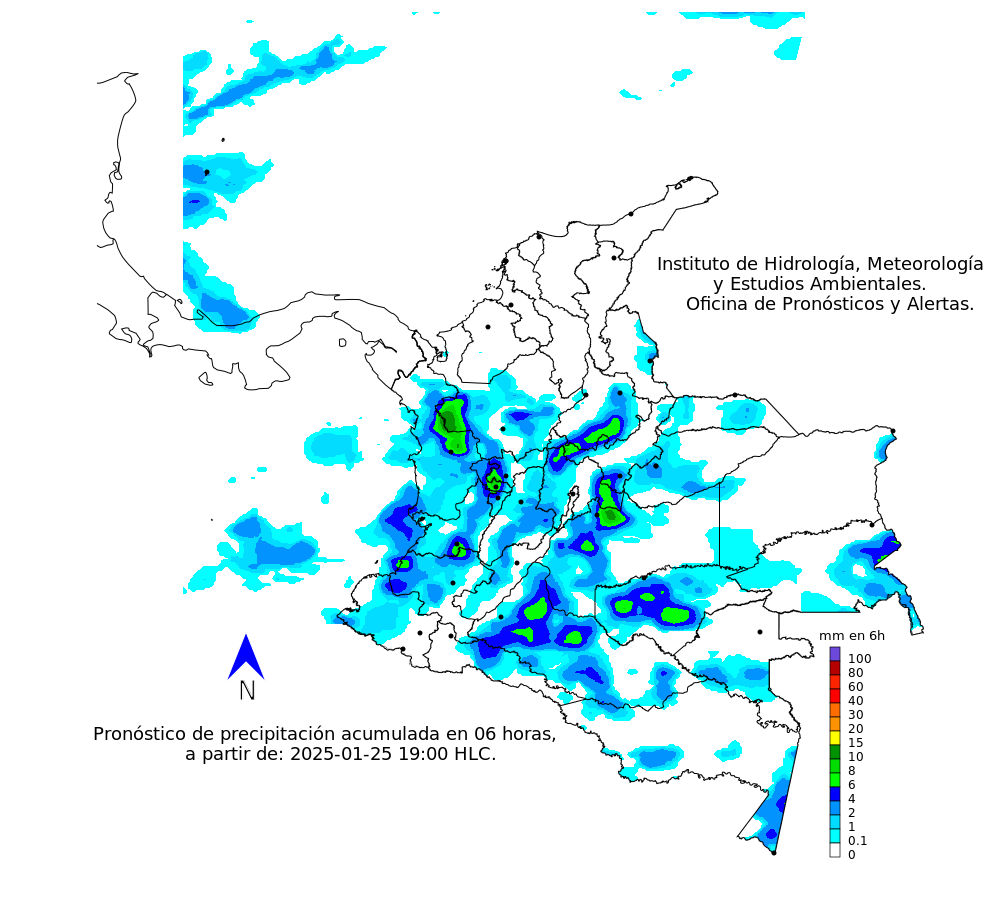 Instituto de Hidrología, Meteorología
y Estudios Ambientales.
Oficina de Pronósticos y Alertas.
mm en 6h
100
80
60
40
30
20
15
10
8
6
4
2
1
0.1
0
N
Pronóstico de precipitación acumulada en 06 horas,
a partir de: 2025-01-25 19:00 HLC.